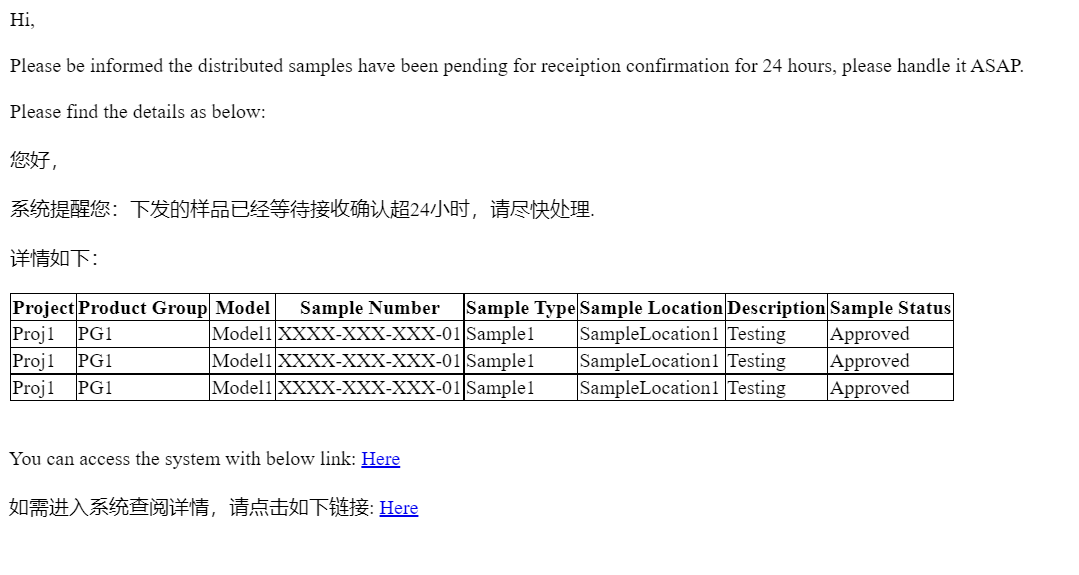 Hi,
Please be informed the distributed samples have been pending for receiption confirmation for 24 hours, please handle it ASAP.
Please find the details as below:
您好，
系统提醒您：下发的样品已经等待接收确认超24小时，请尽快处理.
详情如下：
Project Product Group Model Sample Number Sample Type Sample Location Description Sample Status
Proj1 PG1 Model1 XXXX-XXX-XXX-01 Sample1 SampleLocation1 Testing Approved
Proj1 PG1 Model1 XXXX-XXX-XXX-01 Sample1 SampleLocation1 Testing Approved
Proj1 PG1 Model1 XXXX-XXX-XXX-01 Sample1 SampleLocation1 Testing Approved
You can access the system with below link: Here
如需进入系统查阅详情，请点击如下链接: Here